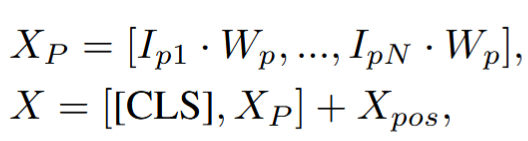 X_P = [I_{p1} · W_p, ..., I_{pN} · W_p],
X = [[CLS], X_P] + X_{pos},